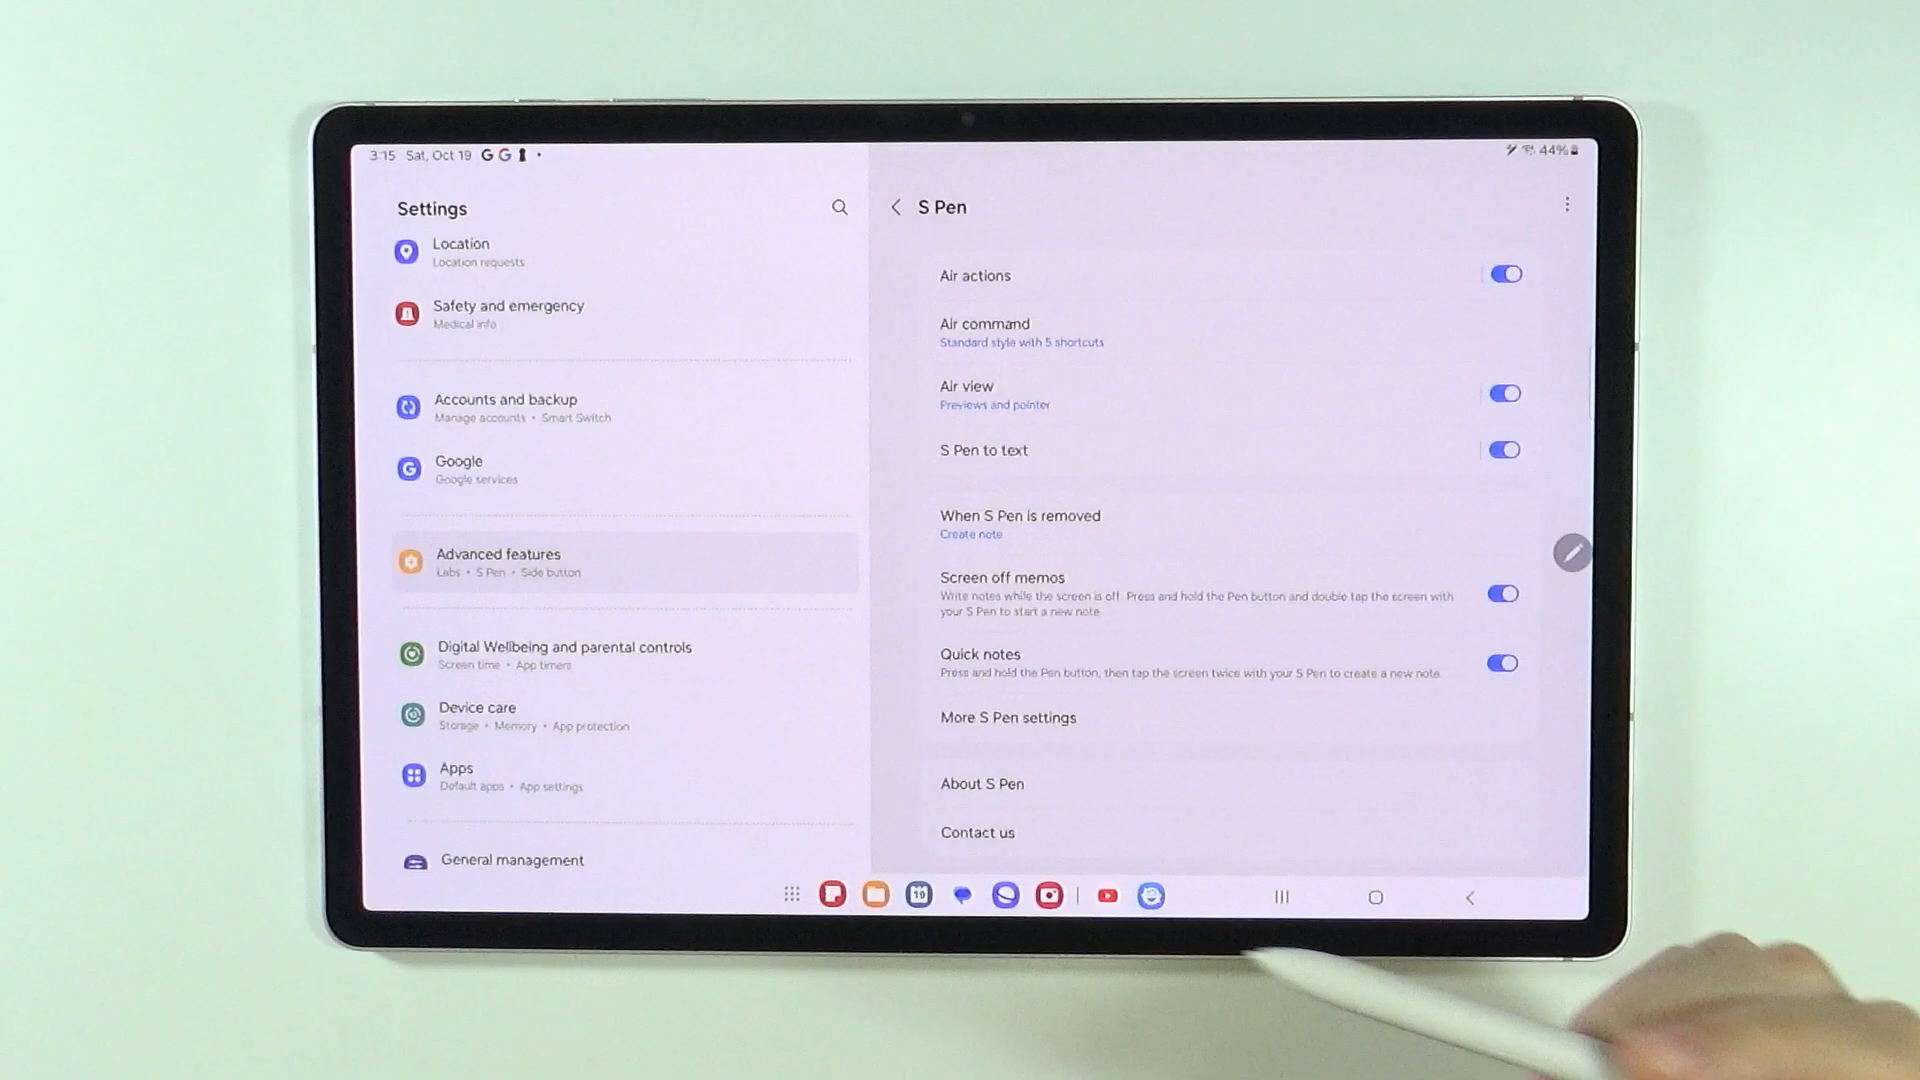 3:15 Sat, Oct 19 G G
44%
Settings
Location
Location requests
Safety and emergency
Medical info
Accounts and backup
Manage accounts • Smart Switch
Google
Google services
Advanced features
Labs • S Pen • Side button
Digital Wellbeing and parental controls
Screen time • App timers
Device care
Storage • Memory • App protection
Apps
Default apps • App settings
General management
S Pen
Air actions
Air command
Standard style with 5 shortcuts
Air view
Previews and pointer
S Pen to text
When S Pen is removed
Create note
Screen off memos
Write notes while the screen is off. Press and hold the Pen button and double tap the screen with
your S Pen to start a new note.
Quick notes
Press and hold the Pen button, then tap the screen twice with your S Pen to create a new note.
More S Pen settings
About S Pen
Contact us
19